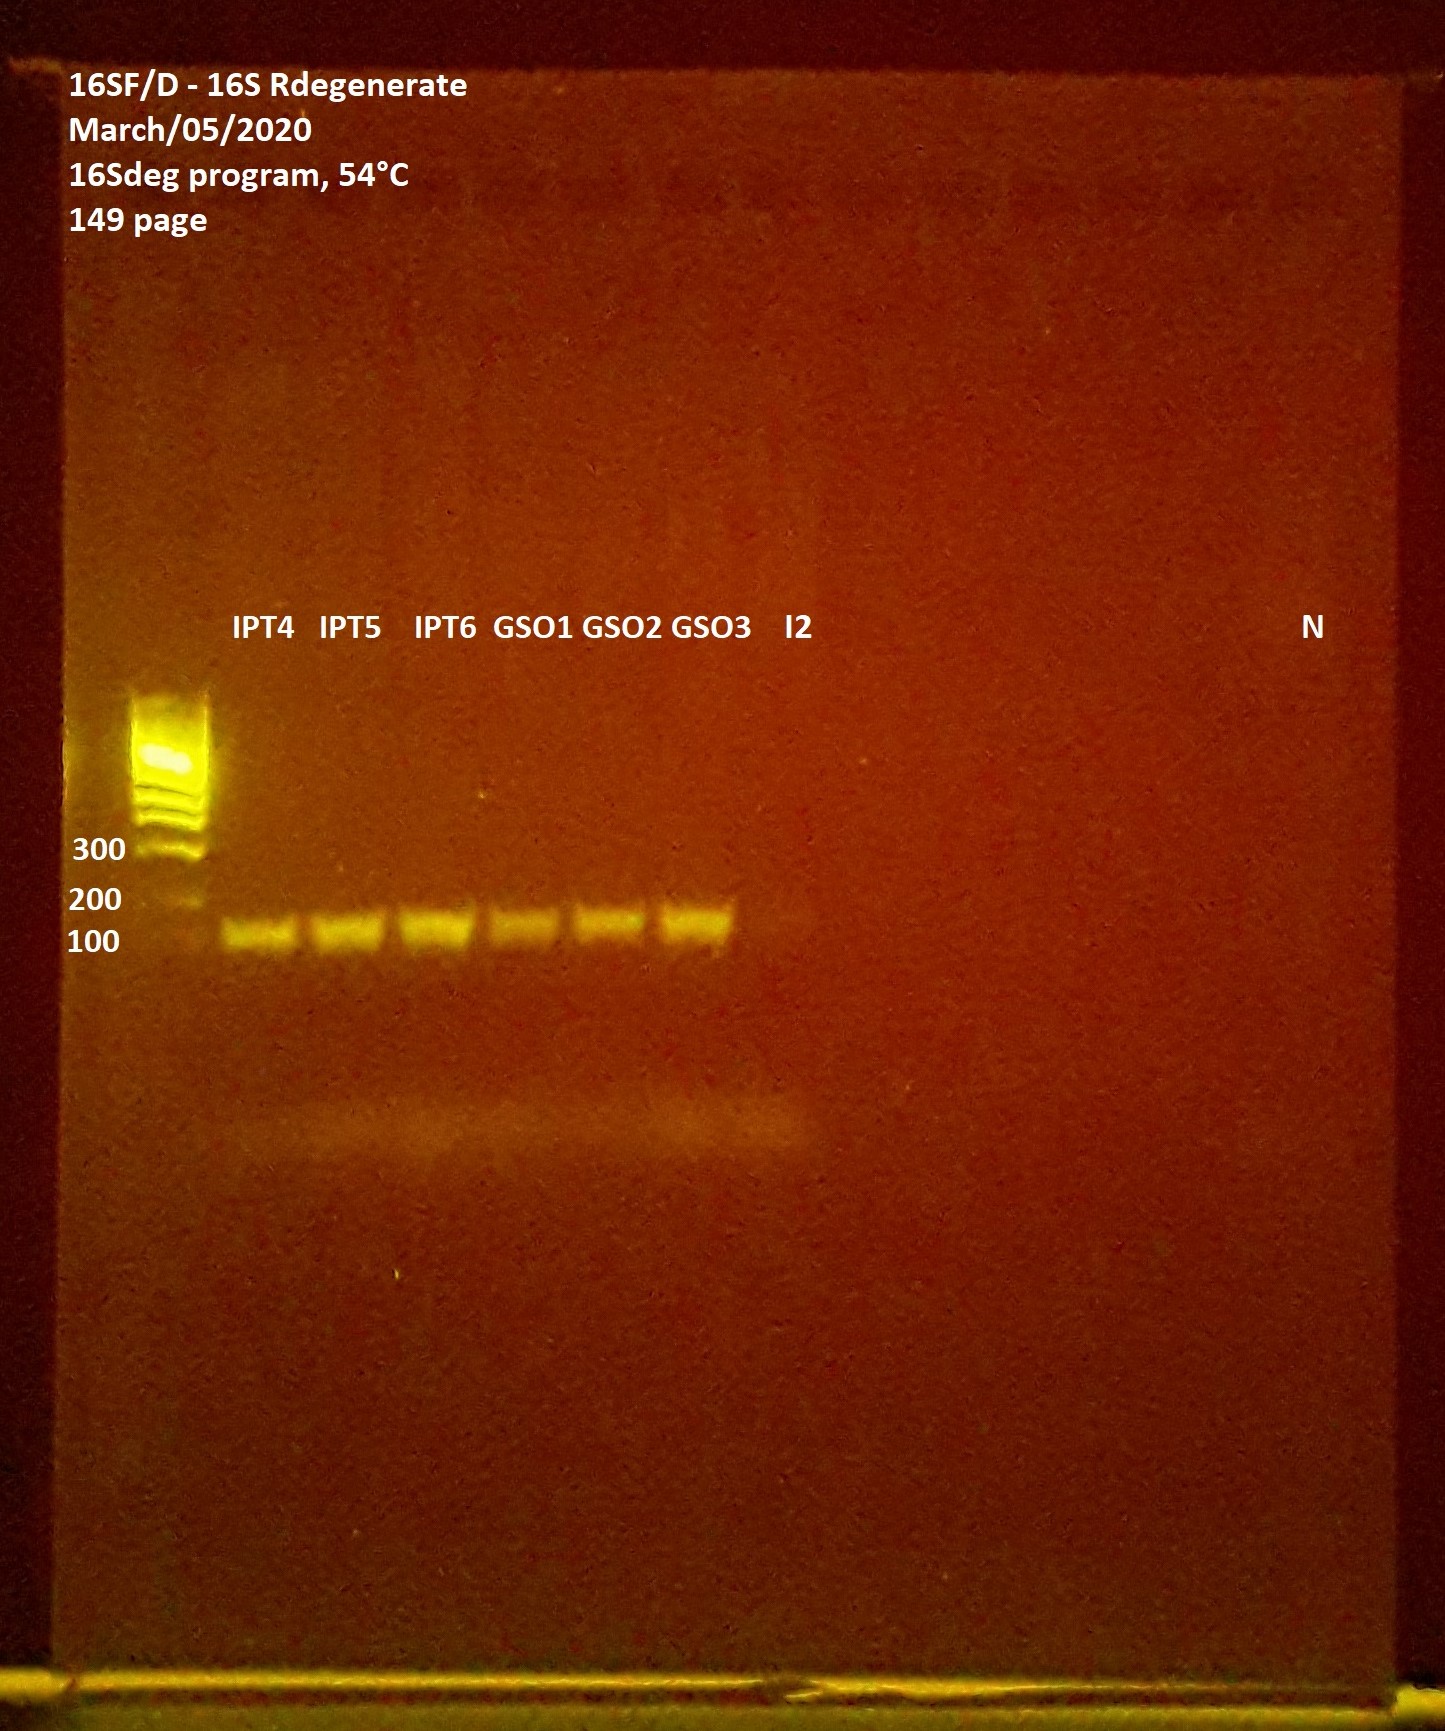 16SF/D - 16S Rdegenerate
March/05/2020
16Sdeg program, 54°C
149 page
IPT4 IPT5 IPT6 GSO1 GSO2 GSO3 I2 N
300
200
100